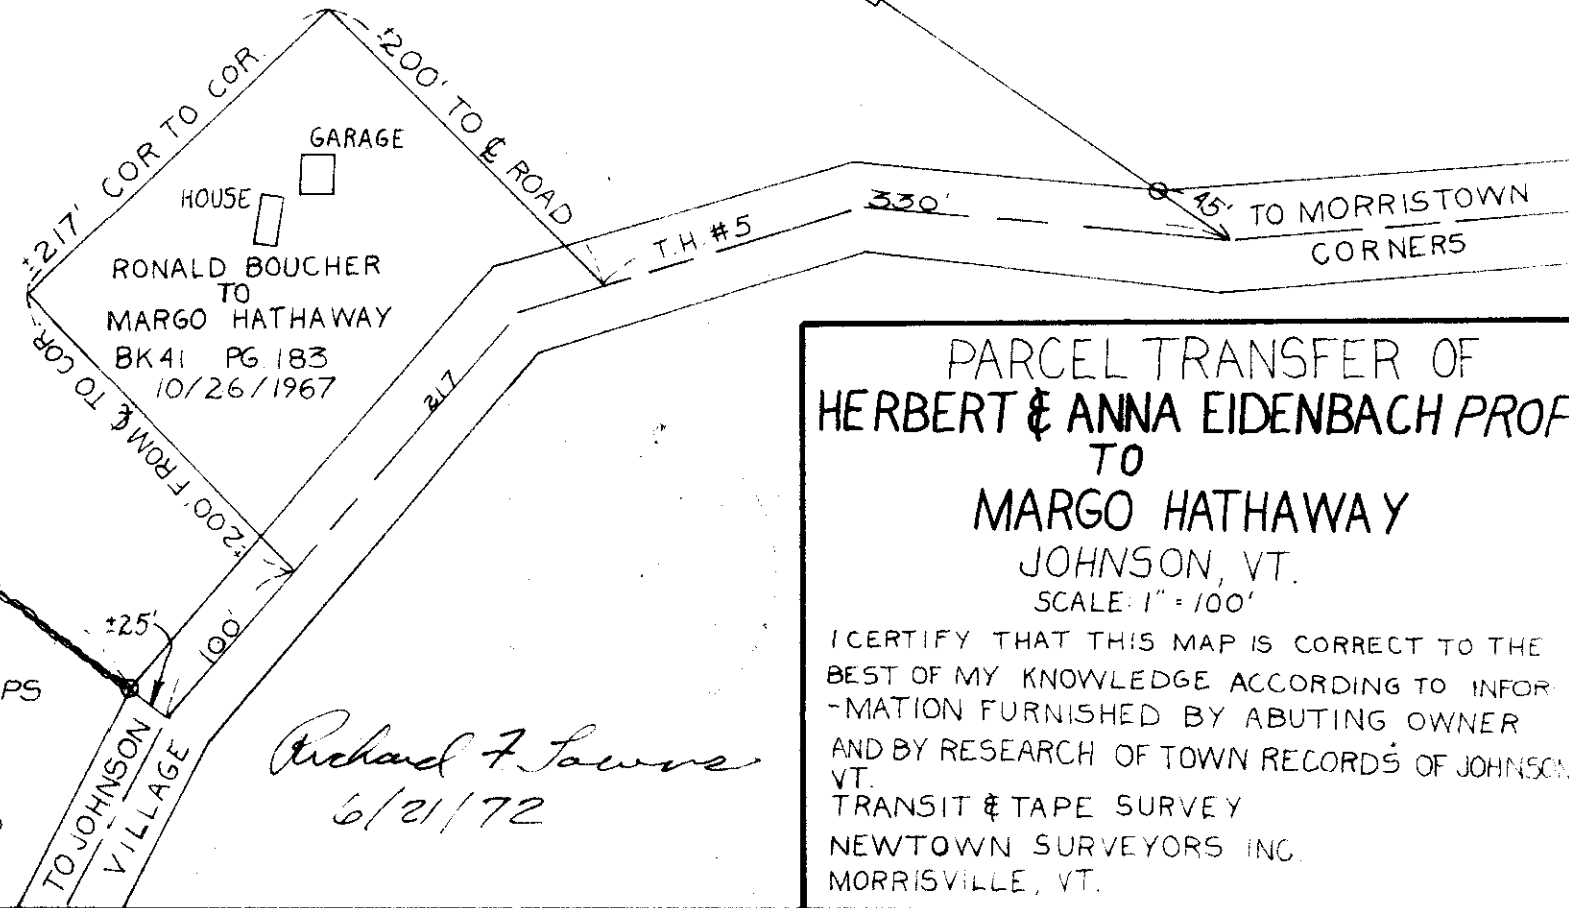 ±217' COR TO COR.
±200' TO ℄ ROAD
GARAGE
HOUSE
RONALD BOUCHER
TO
MARGO HATHAWAY
BK 41 PG 183
10/26/1967
±200' FROM ℄ TO COR.
T.H. #5
330'
45'
TO MORRISTOWN
CORNERS
217
100'
±25'
PS
TO JOHNSON
VILLAGE
Richard F
6/21/72
PARCEL TRANSFER OF
HERBERT & ANNA EIDENBACH PROP
TO
MARGO HATHAWAY
JOHNSON, VT.
SCALE: 1" = 100'
I CERTIFY THAT THIS MAP IS CORRECT TO THE
BEST OF MY KNOWLEDGE ACCORDING TO INFOR
-MATION FURNISHED BY ABUTING OWNER
AND BY RESEARCH OF TOWN RECORDS OF JOHNSON
VT.
TRANSIT & TAPE SURVEY
NEWTOWN SURVEYORS INC.
MORRISVILLE, VT.